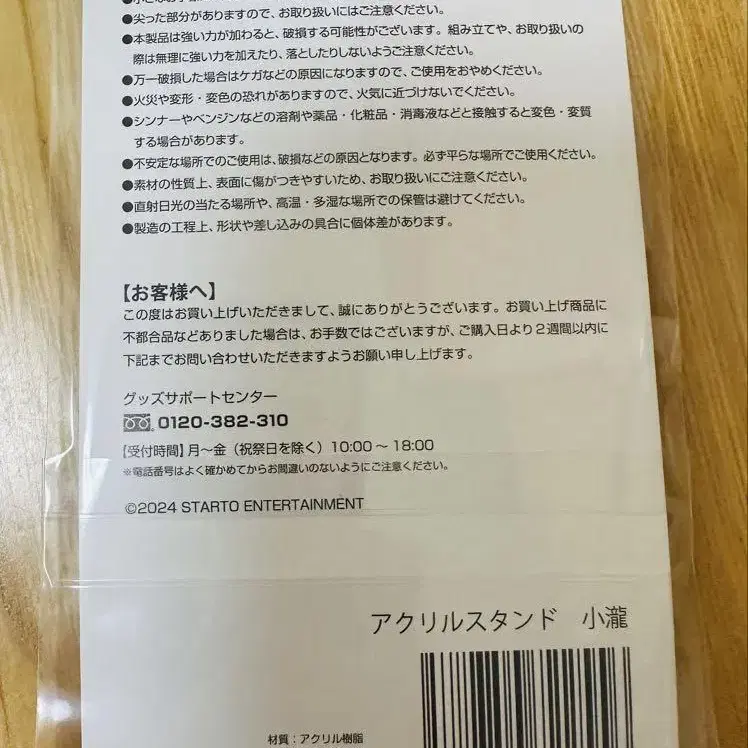 ●尖った部分がありますので、お取り扱いにはご注意ください。
●本製品は強い力が加わると、破損する可能性がございます。組み立てや、お取り扱いの
際は無理に強い力を加えたり、落としたりしないようご注意ください。
●万一破損した場合はケガなどの原因になりますので、ご使用をおやめください。
●火災や変形・変色の恐れがありますので、火気に近づけないでください。
●シンナーやベンジンなどの溶剤や薬品・化粧品・消毒液などと接触すると変色・変質
する場合があります。
●不安定な場所でのご使用は、破損などの原因となります。必ず平らな場所でご使用ください。
●素材の性質上、表面に傷がつきやすいため、お取り扱いにご注意ください。
●直射日光の当たる場所や、高温・多湿な場所での保管は避けてください。
●製造の工程上、形状や差し込みの具合に個体差があります。
【お客様へ】
この度はお買い上げいただきまして、誠にありがとうございます。お買い上げ商品に
不都合品などありました場合は、お手数ではございますが、ご購入日より2週間以内に
下記までお問い合わせいただきますようお願い申し上げます。
グッズサポートセンター
0120-382-310
【受付時間】月～金（祝祭日を除く）10:00～18:00
※電話番号はよく確かめてからお間違いのないようにご注意ください。
©2024 STARTO ENTERTAINMENT
アクリルスタンド 小瀧
材質：アクリル樹脂